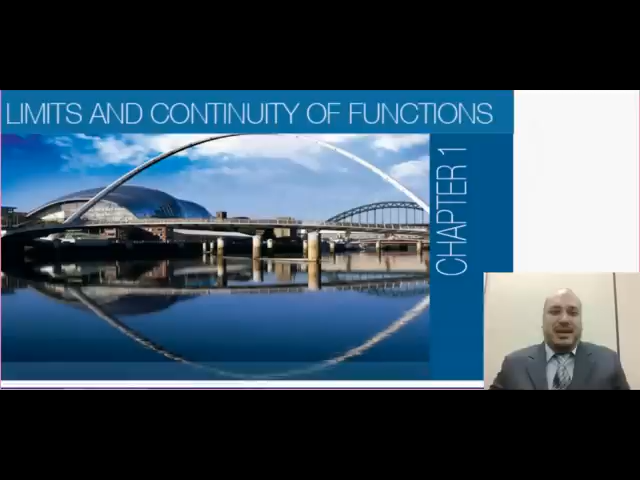 LIMITS AND CONTINUITY OF FUNCTIONS
CHAPTER 1